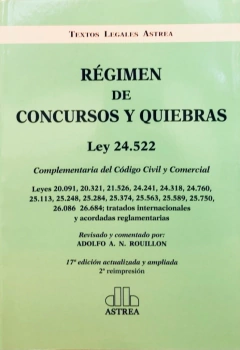 TEXTOS LEGALES ASTREA
RÉGIMEN
DE
CONCURSOS Y QUIEBRAS
Ley 24.522
Complementaria del Código Civil y Comercial
Leyes 20.091, 20.321, 21.526, 24.241, 24.318, 24.760,
25.113, 25.248, 25.284, 25.374, 25.563, 25.589, 25.750,
26.086 26.684; tratados internacionales
y acordadas reglamentarias
Revisado y comentado por:
ADOLFO A. N. ROUILLON
17ª edición actualizada y ampliada
2ª reimpresión
ASTREA